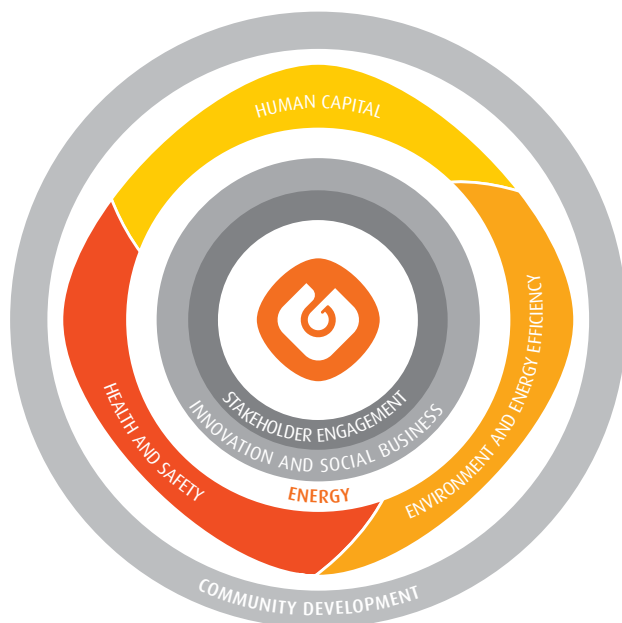 HUMAN CAPITAL
ENVIRONMENT AND ENERGY EFFICIENCY
HEALTH AND SAFETY
STAKEHOLDER ENGAGEMENT
INNOVATION AND SOCIAL BUSINESS
ENERGY
COMMUNITY DEVELOPMENT